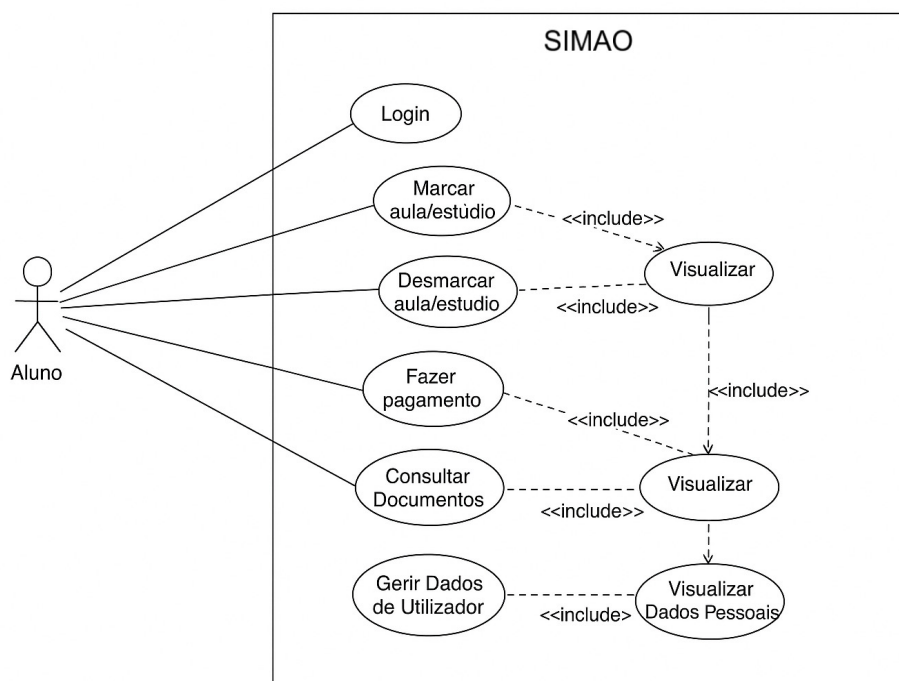 SIMAO
Login
Marcar
aula/estúdio
<<include>>
Visualizar
Desmarcar
aula/estudio
<<include>>
Aluno
Fazer
pagamento
<<include>>
<<include>>
Consultar
Documentos
<<include>>
Visualizar
Gerir Dados
de Utilizador
<<include>
Visualizar
Dados Pessoais